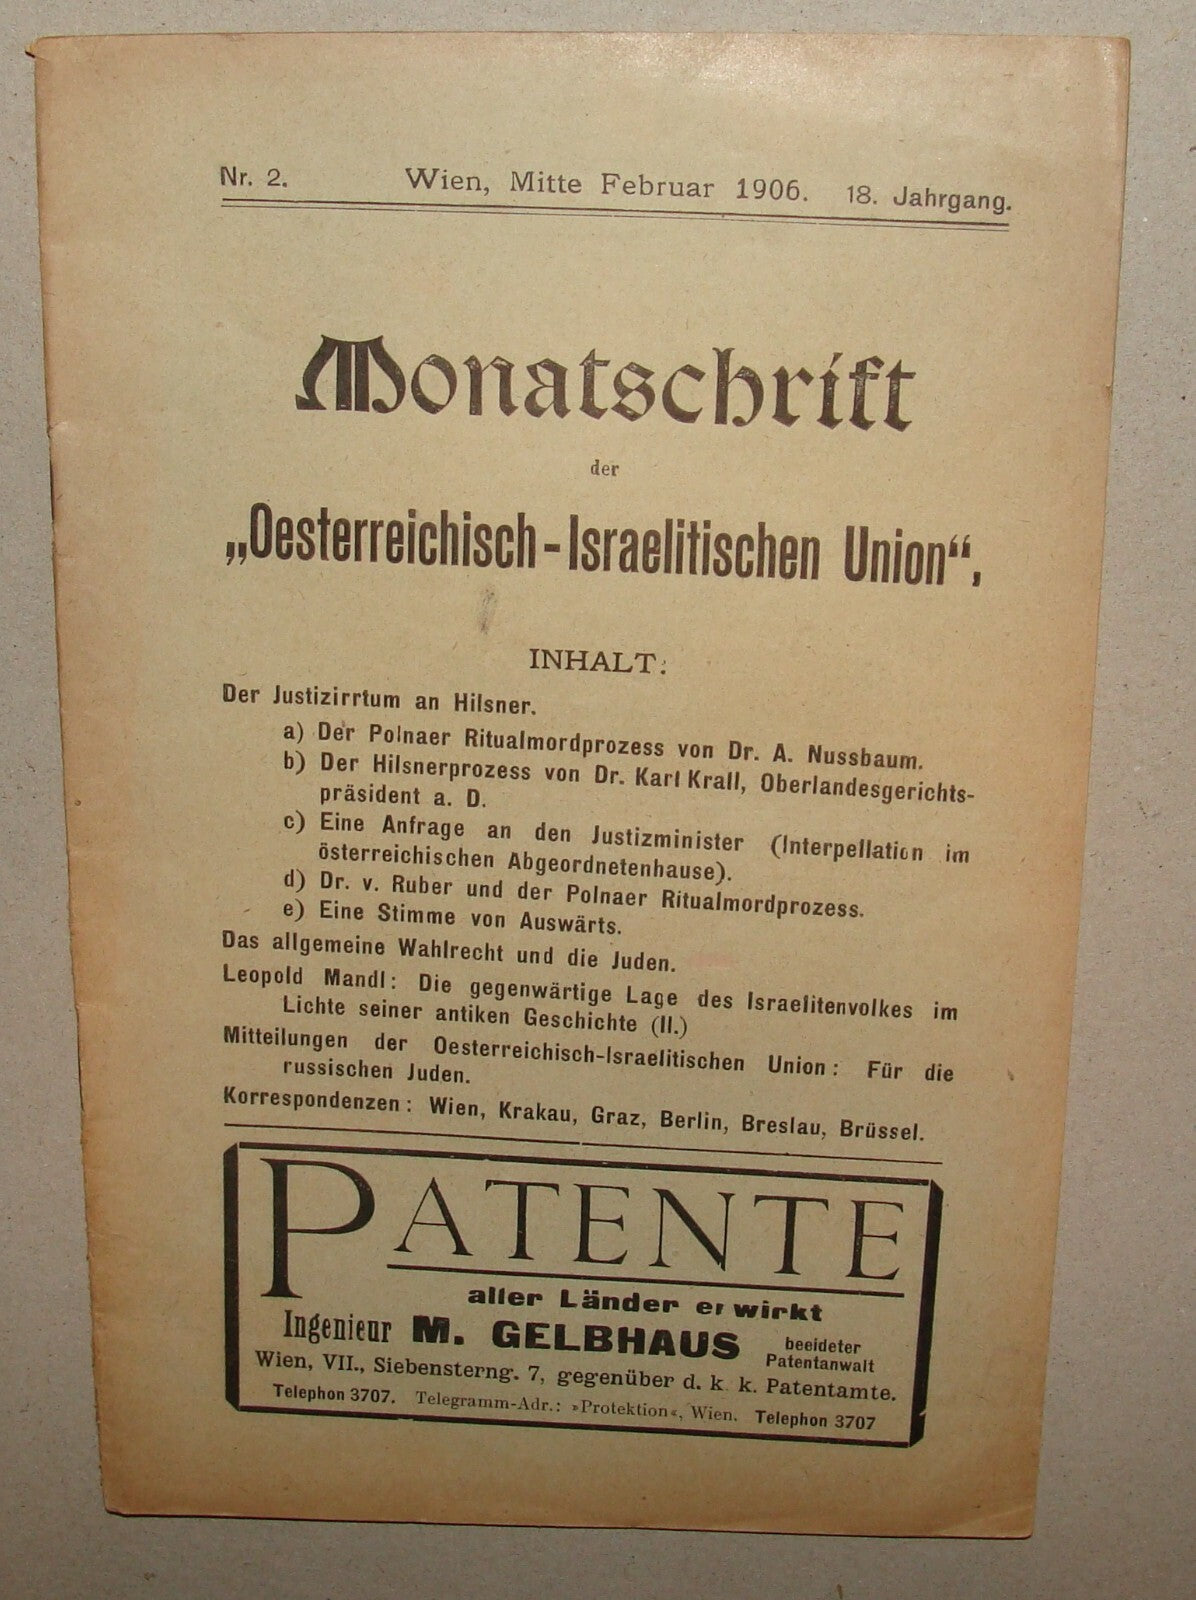 Nr. 2. Wien, Mitte Februar 1906. 18. Jahrgang.
Monatschrift
der
„Oesterreichisch-Israelitischen Union“.
INHALT:
Der Justizirrtum an Hilsner.
a) Der Polnaer Ritualmordprozess von Dr. A. Nussbaum.
b) Der Hilsnerprozess von Dr. Karl Krall, Oberlandesgerichts-
präsident a. D.
c) Eine Anfrage an den Justizminister (Interpellation im
österreichischen Abgeordnetenhause).
d) Dr. v. Ruber und der Polnaer Ritualmordprozess.
e) Eine Stimme von Auswärts.
Das allgemeine Wahlrecht und die Juden.
Leopold Mandl: Die gegenwärtige Lage des Israelitenvolkes im
Lichte seiner antiken Geschichte (II.)
Mitteilungen der Oesterreichisch-Israelitischen Union: Für die
russischen Juden.
Korrespondenzen: Wien, Krakau, Graz, Berlin, Breslau, Brüssel.
PATENTE
aller Länder erwirkt
Ingenieur M. GELBHAUS beeideter
Patentanwalt
Wien, VII., Siebensterng. 7, gegenüber d. k. k. Patentamte.
Telephon 3707. Telegramm-Adr.: »Protektion«, Wien. Telephon 3707